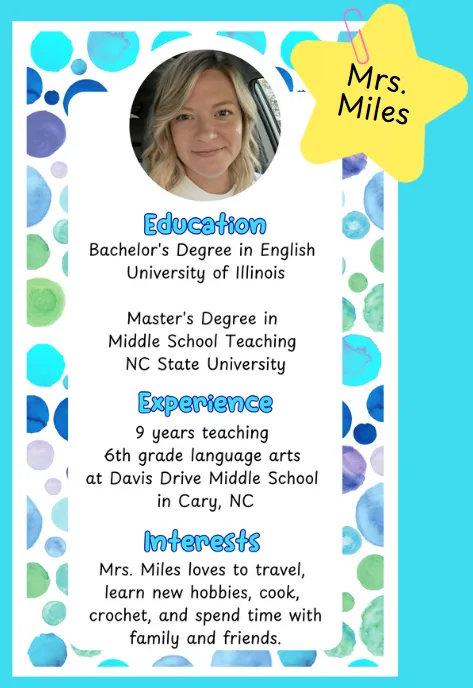 Mrs.
Miles
Education
Bachelor's Degree in English
University of Illinois
Master's Degree in
Middle School Teaching
NC State University
Experience
9 years teaching
6th grade language arts
at Davis Drive Middle School
in Cary, NC
Interests
Mrs. Miles loves to travel,
learn new hobbies, cook,
crochet, and spend time with
family and friends.